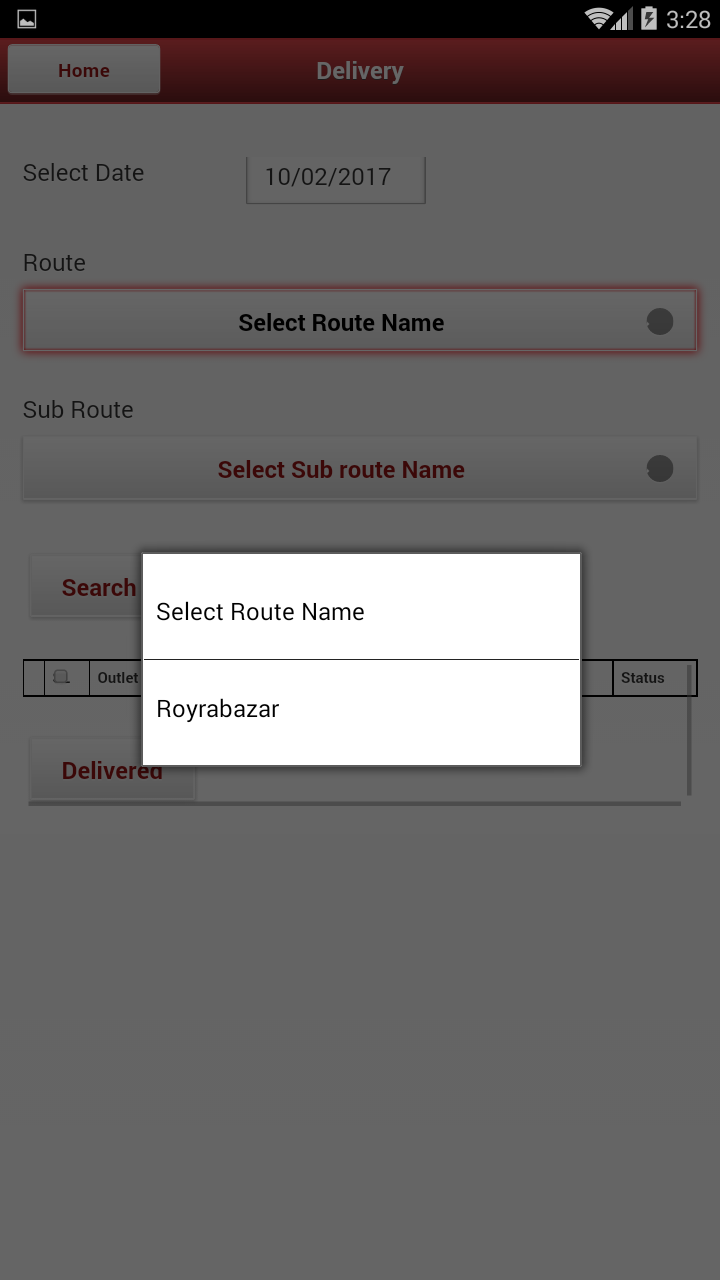 3:28
Home
Delivery
Select Date
10/02/2017
Route
Select Route Name
Sub Route
Select Sub route Name
Search
Select Route Name
Outlet
Status
Royrabazar
Delivered